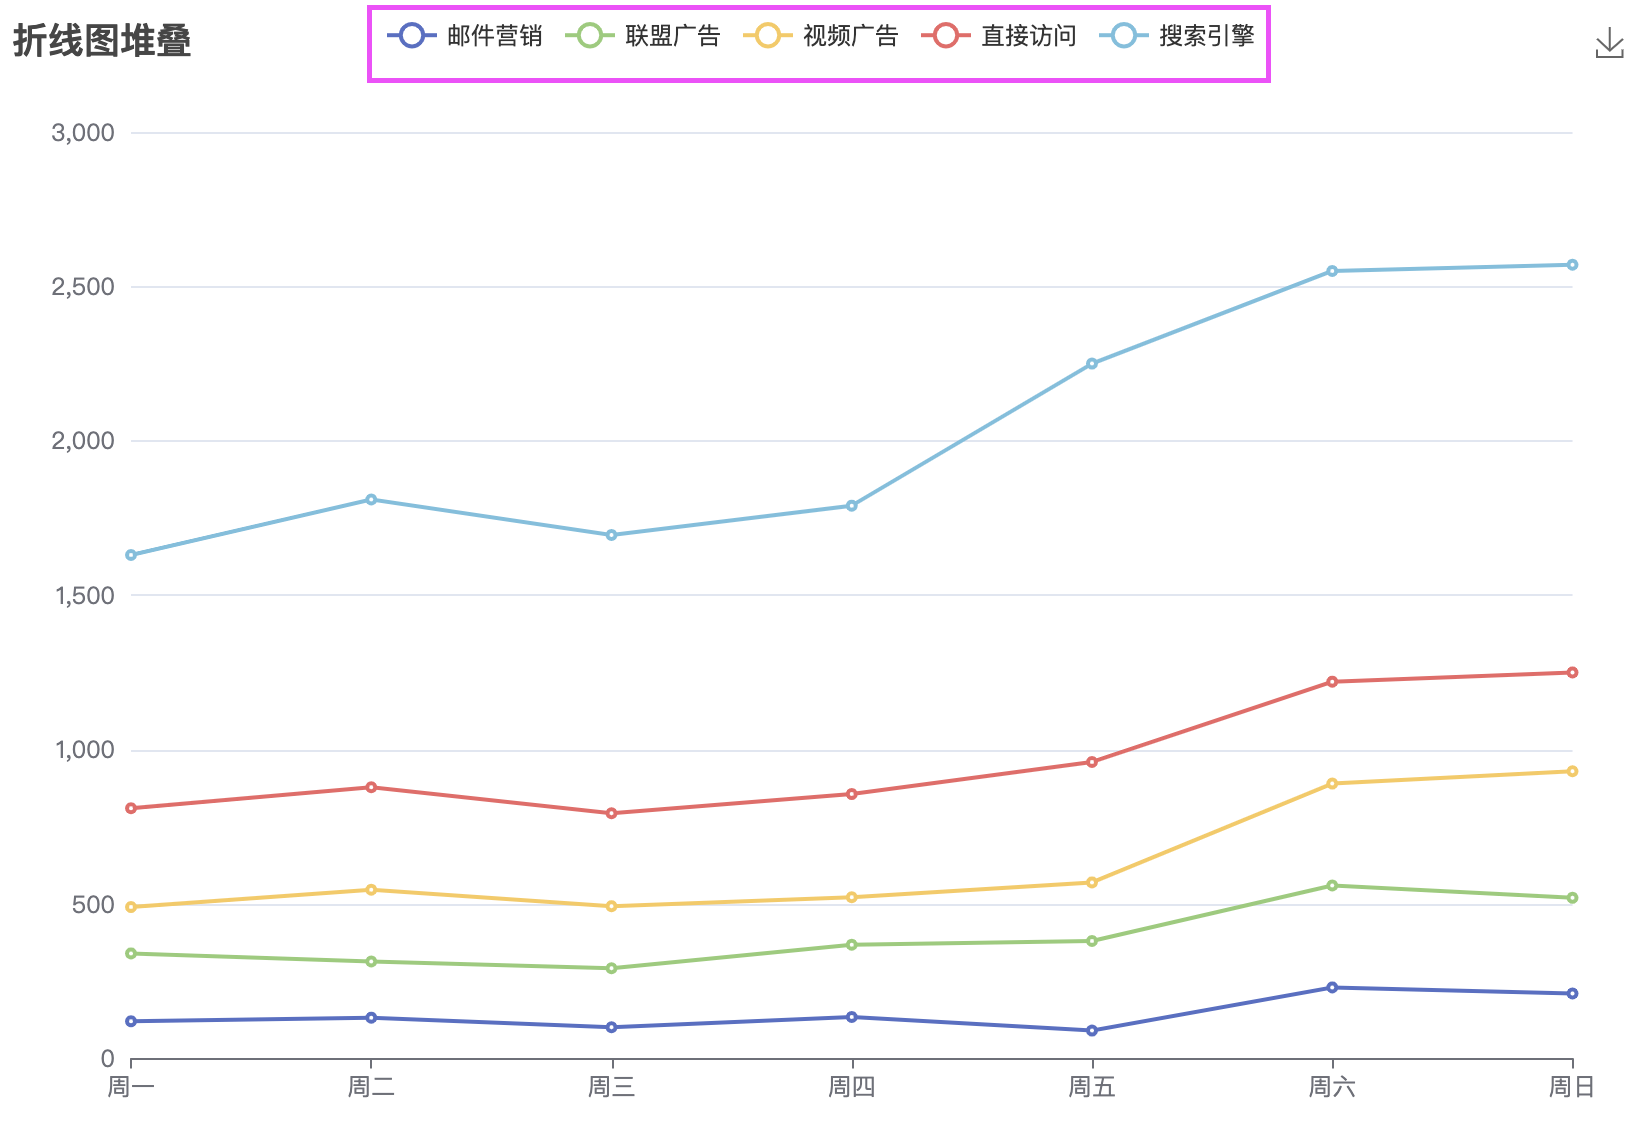 折线图堆叠
邮件营销 联盟广告 视频广告 直接访问 搜索引擎
3,000
2,500
2,000
1,500
1,000
500
0
周一 周二 周三 周四 周五 周六 周日